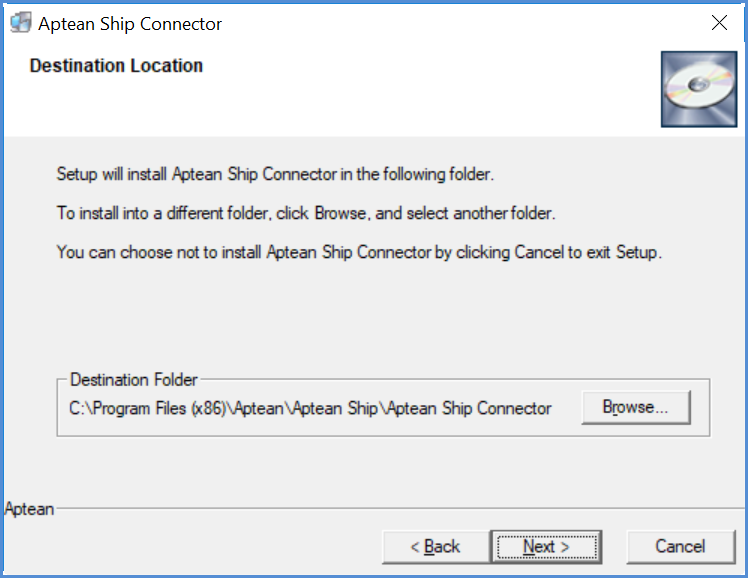 Aptean Ship Connector
Destination Location
Setup will install Aptean Ship Connector in the following folder.
To install into a different folder, click Browse, and select another folder.
You can choose not to install Aptean Ship Connector by clicking Cancel to exit Setup.
Destination Folder
C:\Program Files (x86)\Aptean\Aptean Ship\Aptean Ship Connector
Browse...
Aptean
< Back
Next >
Cancel